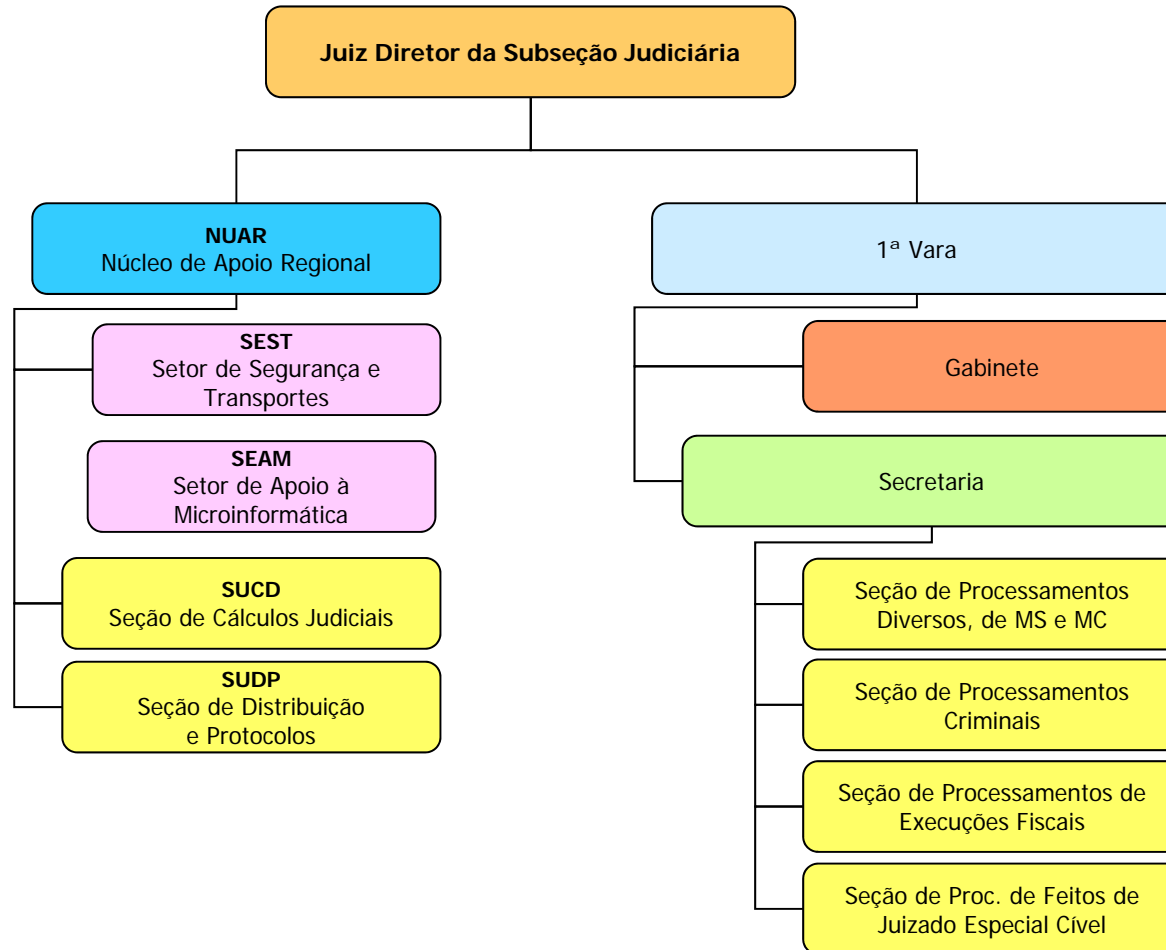 Juiz Diretor da Subseção Judiciária
NUAR
Núcleo de Apoio Regional
SEST
Setor de Segurança e
Transportes
SEAM
Setor de Apoio à
Microinformática
SUCD
Seção de Cálculos Judiciais
SUDP
Seção de Distribuição
e Protocolos
1ª Vara
Gabinete
Secretaria
Seção de Processamentos
Diversos, de MS e MC
Seção de Processamentos
Criminais
Seção de Processamentos de
Execuções Fiscais
Seção de Proc. de Feitos de
Juizado Especial Cível